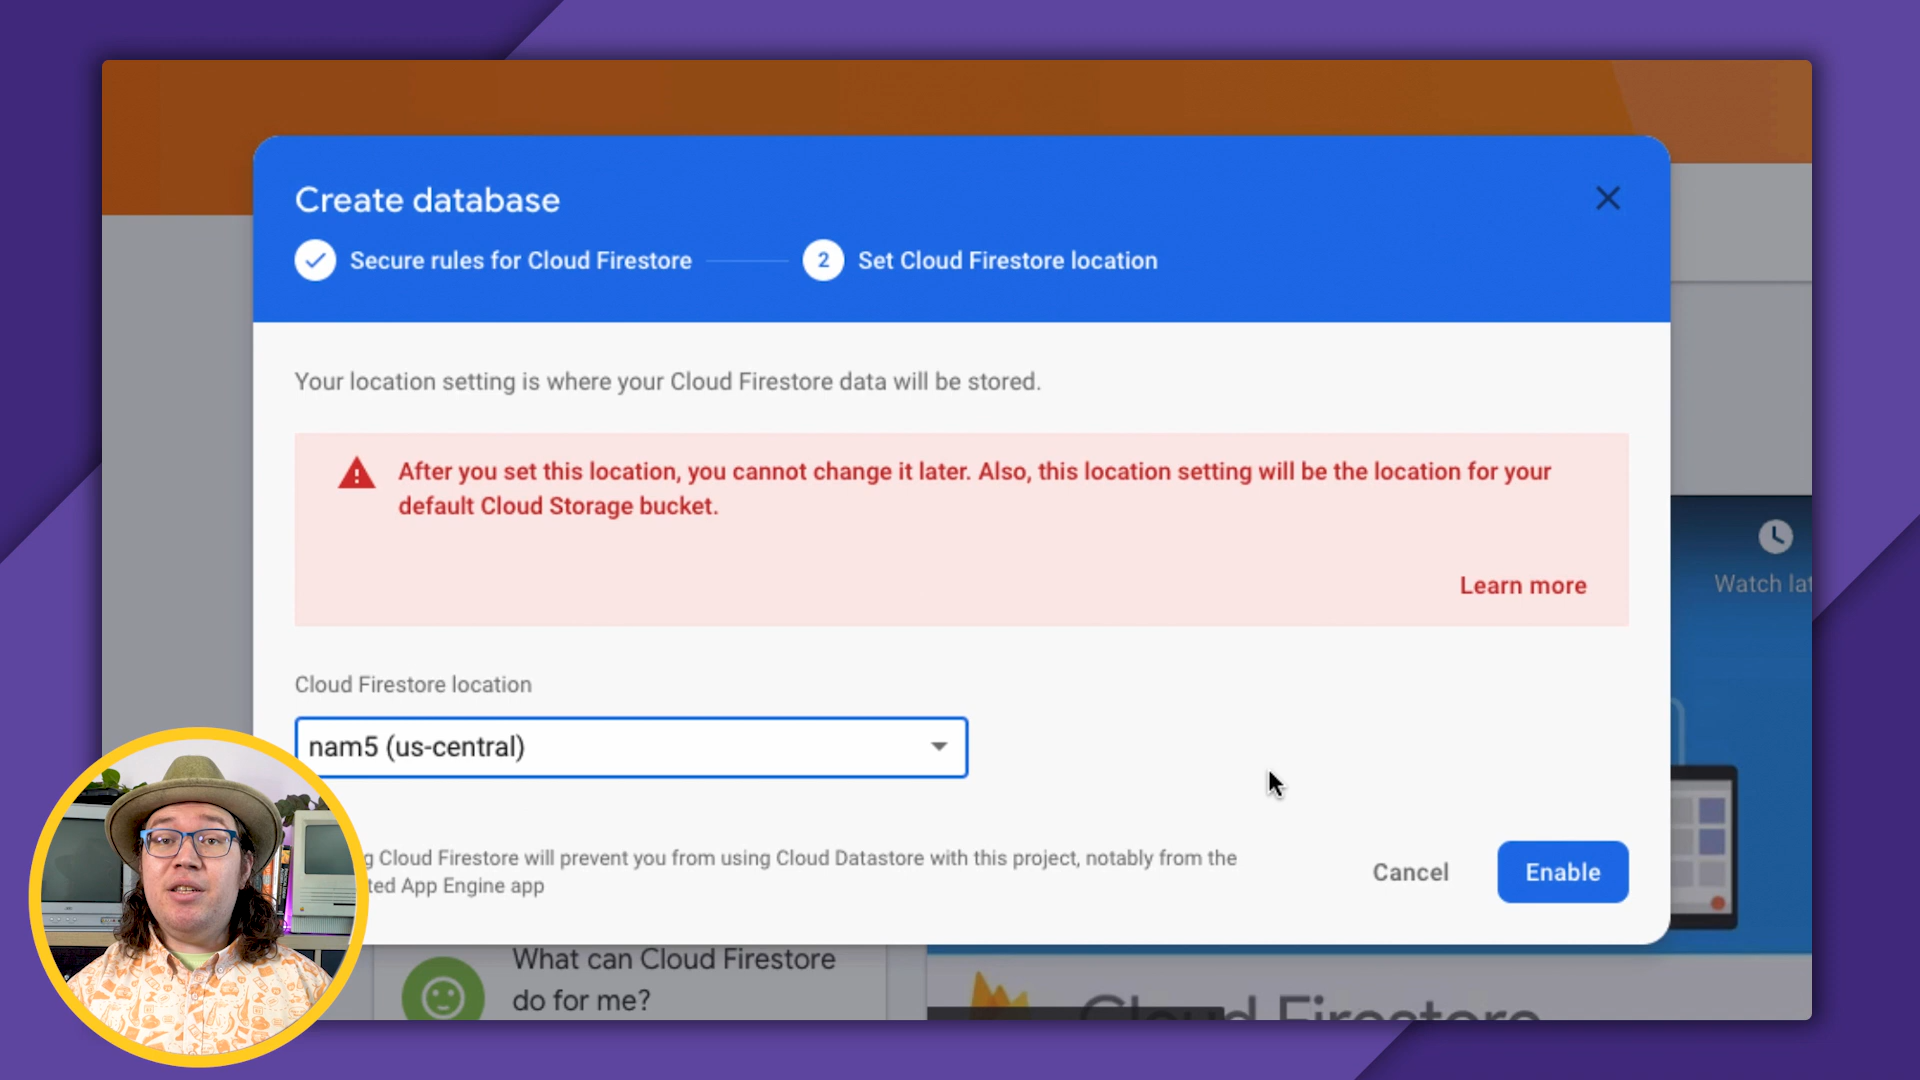 Create database
Secure rules for Cloud Firestore
2 Set Cloud Firestore location
Your location setting is where your Cloud Firestore data will be stored.
After you set this location, you cannot change it later. Also, this location setting will be the location for your
default Cloud Storage bucket.
Learn more
Watch lat
Cloud Firestore location
nam5 (us-central)
g Cloud Firestore will prevent you from using Cloud Datastore with this project, notably from the
ted App Engine app
Cancel
Enable
What can Cloud Firestore
do for me?
Cloud Firestore